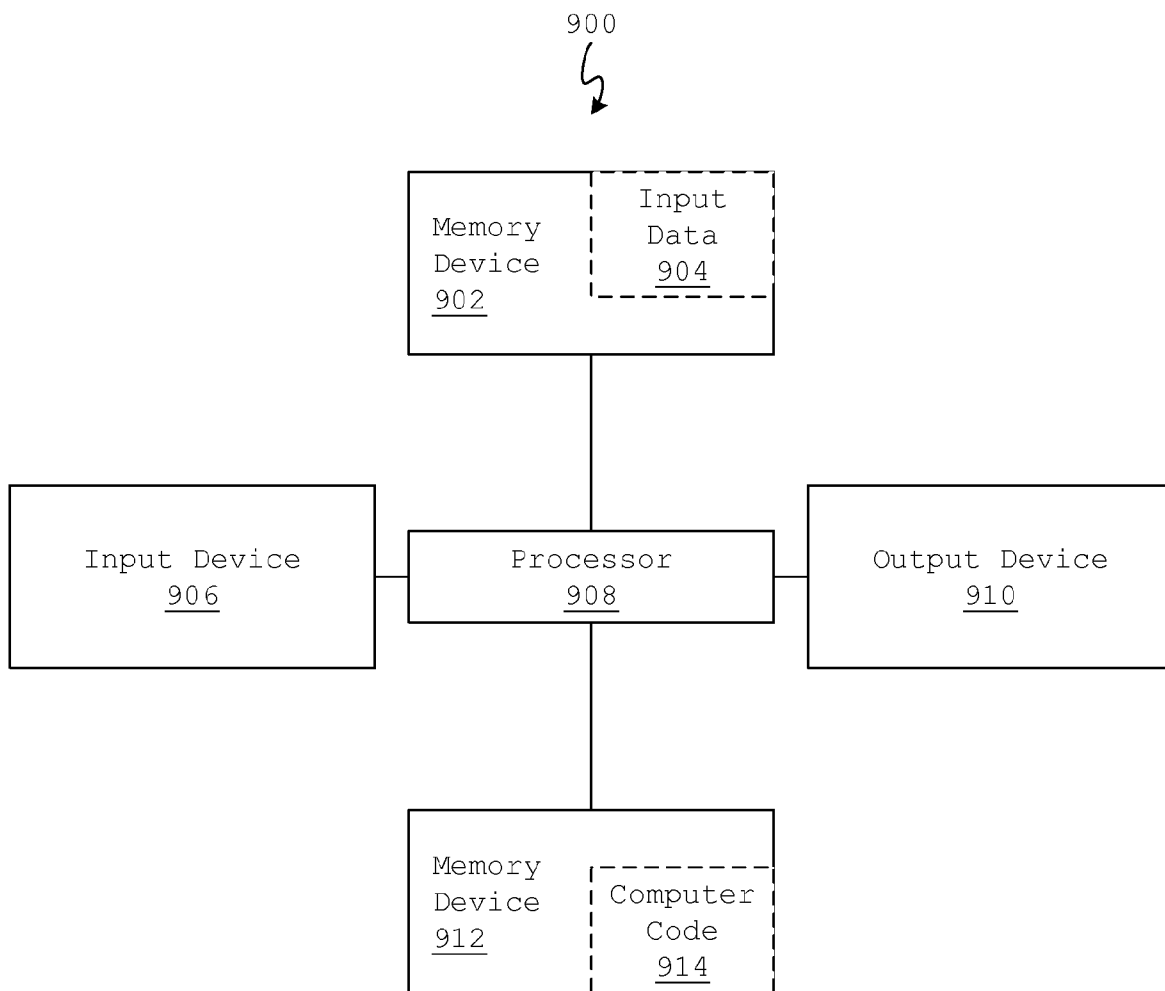 900
Memory
Device
902
Input
Data
904
Input Device
906
Processor
908
Output Device
910
Memory
Device
912
Computer
Code
914